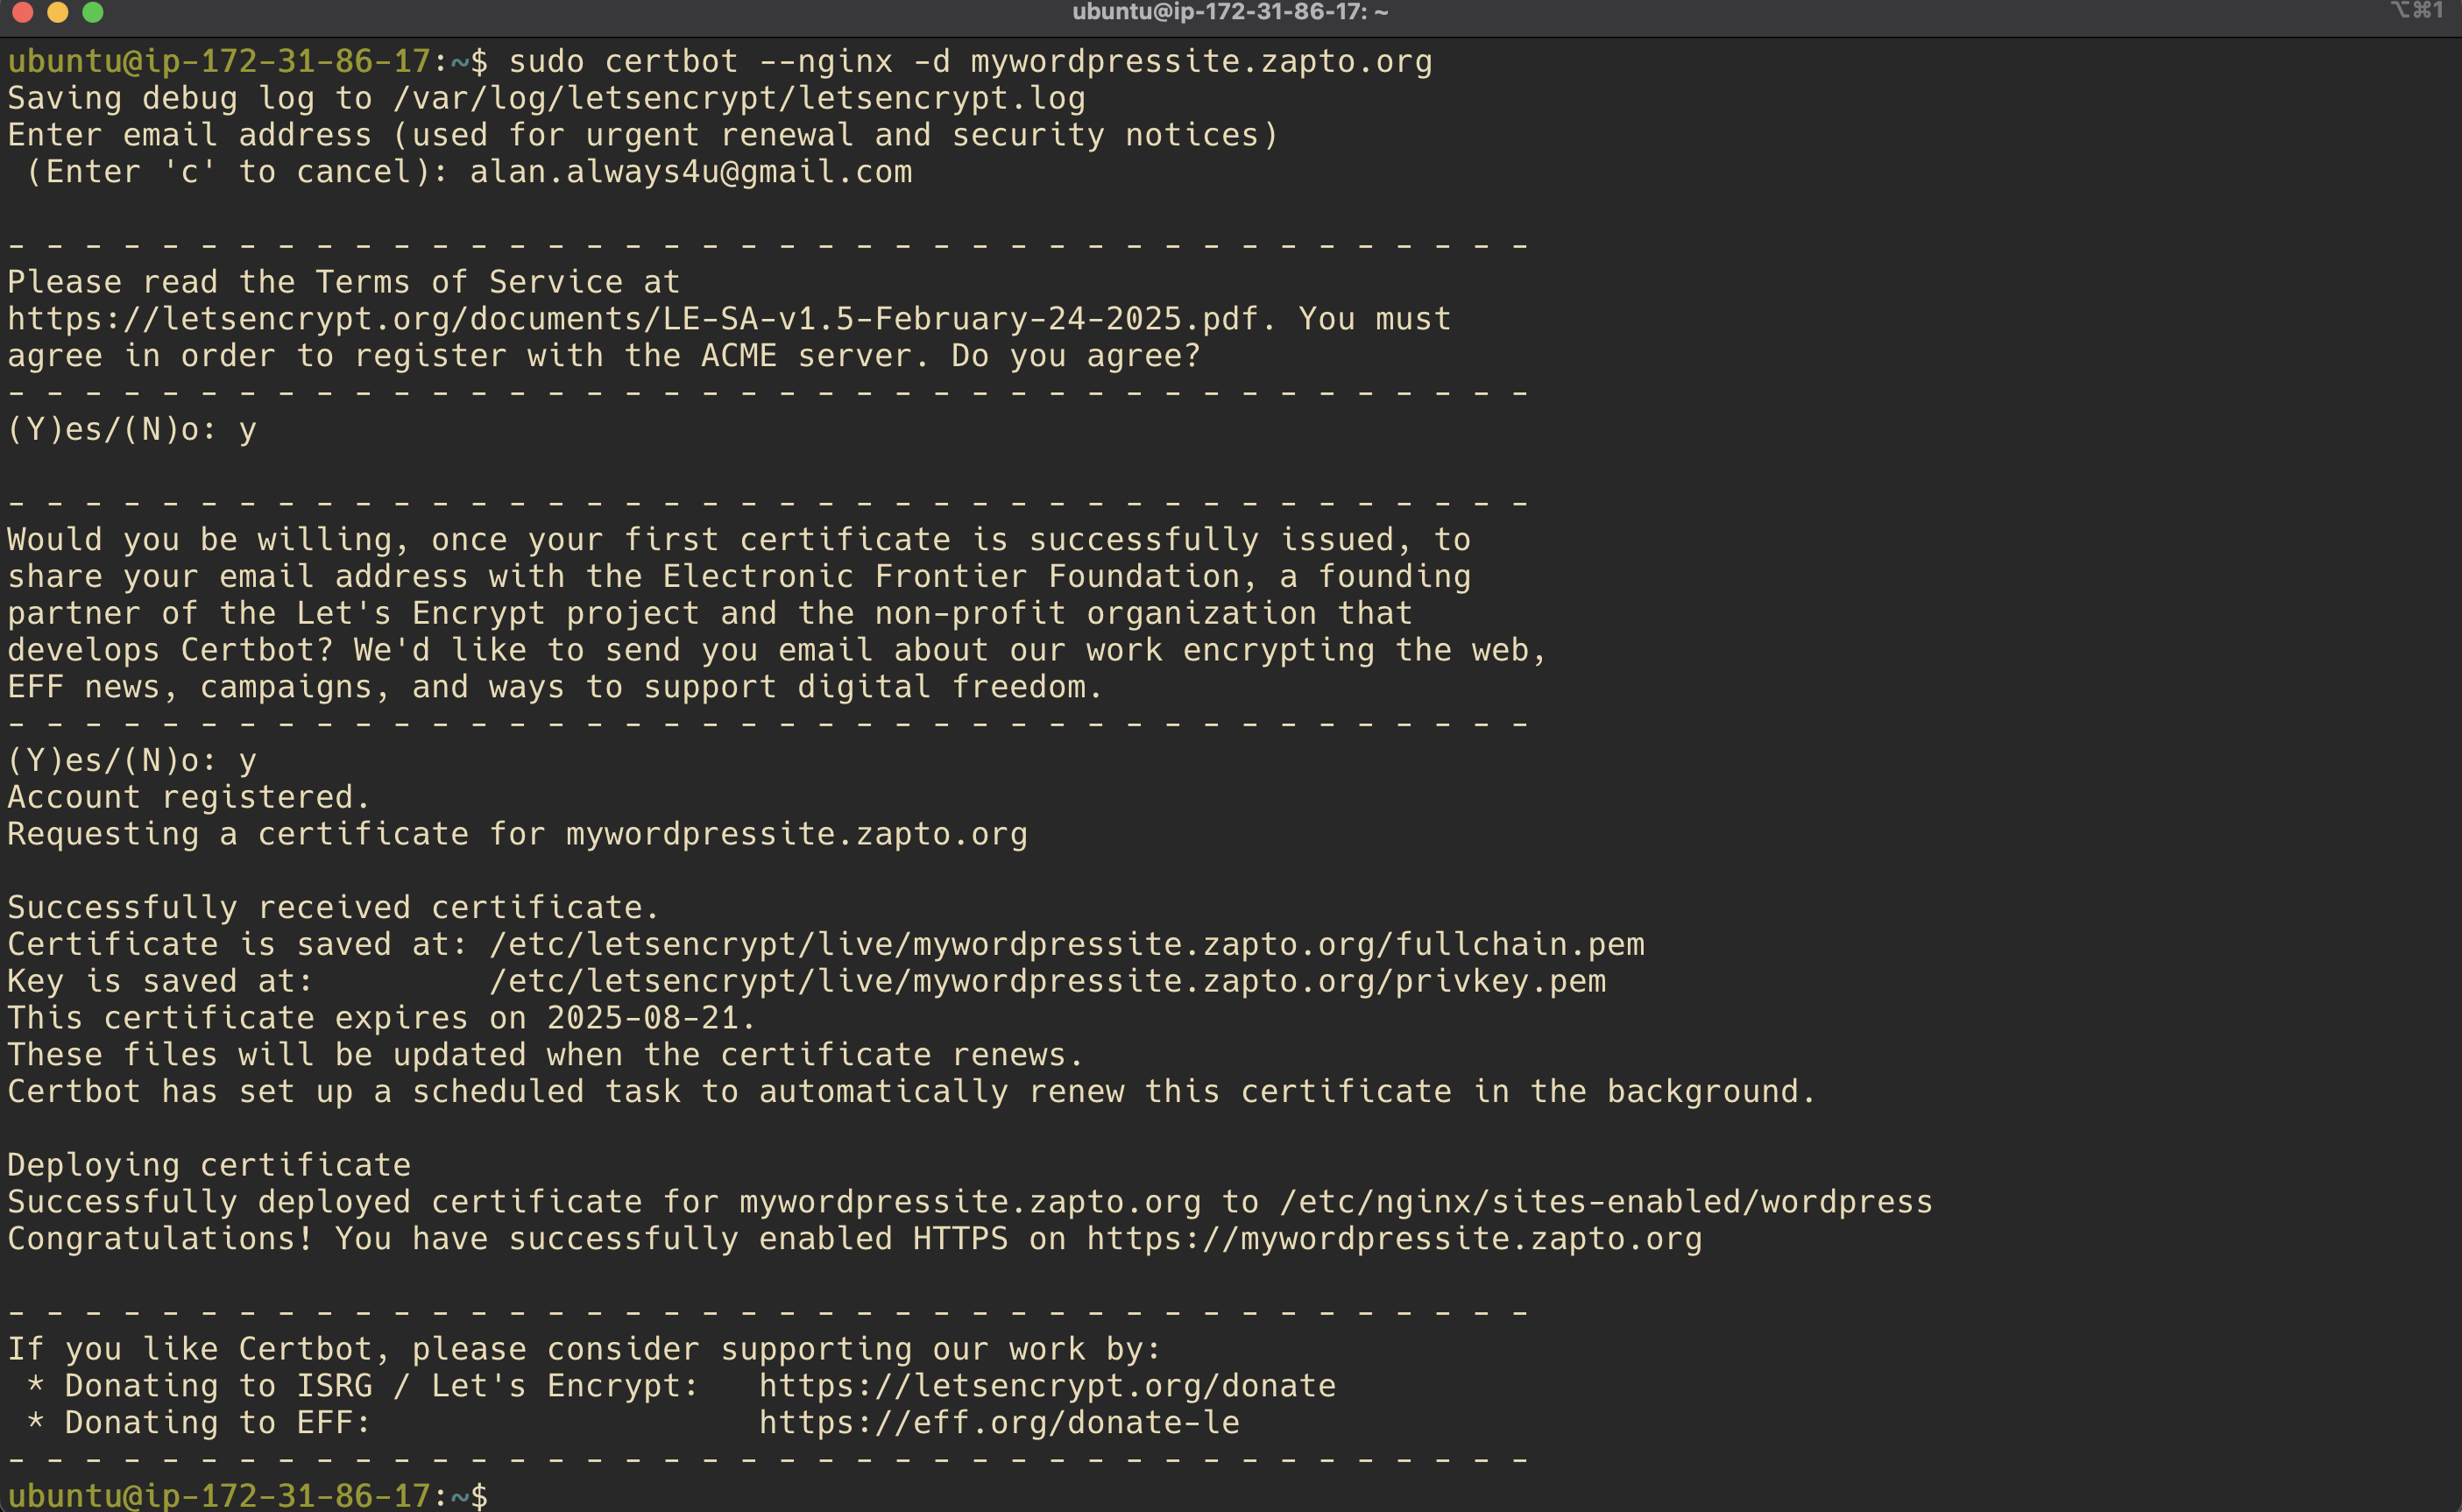 ubuntu@ip-172-31-86-17: ~
⌥⌘1
ubuntu@ip-172-31-86-17:~$ sudo certbot --nginx -d mywordpressite.zapto.org
Saving debug log to /var/log/letsencrypt/letsencrypt.log
Enter email address (used for urgent renewal and security notices)
 (Enter 'c' to cancel): alan.always4u@gmail.com

- - - - - - - - - - - - - - - - - - - - - - - - - - - - - - - - - - - - - - - -
Please read the Terms of Service at
https://letsencrypt.org/documents/LE-SA-v1.5-February-24-2025.pdf. You must
agree in order to register with the ACME server. Do you agree?
- - - - - - - - - - - - - - - - - - - - - - - - - - - - - - - - - - - - - - - -
(Y)es/(N)o: y

- - - - - - - - - - - - - - - - - - - - - - - - - - - - - - - - - - - - - - - -
Would you be willing, once your first certificate is successfully issued, to
share your email address with the Electronic Frontier Foundation, a founding
partner of the Let's Encrypt project and the non-profit organization that
develops Certbot? We'd like to send you email about our work encrypting the web,
EFF news, campaigns, and ways to support digital freedom.
- - - - - - - - - - - - - - - - - - - - - - - - - - - - - - - - - - - - - - - -
(Y)es/(N)o: y
Account registered.
Requesting a certificate for mywordpressite.zapto.org

Successfully received certificate.
Certificate is saved at: /etc/letsencrypt/live/mywordpressite.zapto.org/fullchain.pem
Key is saved at:         /etc/letsencrypt/live/mywordpressite.zapto.org/privkey.pem
This certificate expires on 2025-08-21.
These files will be updated when the certificate renews.
Certbot has set up a scheduled task to automatically renew this certificate in the background.

Deploying certificate
Successfully deployed certificate for mywordpressite.zapto.org to /etc/nginx/sites-enabled/wordpress
Congratulations! You have successfully enabled HTTPS on https://mywordpressite.zapto.org

- - - - - - - - - - - - - - - - - - - - - - - - - - - - - - - - - - - - - - - -
If you like Certbot, please consider supporting our work by:
 * Donating to ISRG / Let's Encrypt:   https://letsencrypt.org/donate
 * Donating to EFF:                    https://eff.org/donate-le
- - - - - - - - - - - - - - - - - - - - - - - - - - - - - - - - - - - - - - - -
ubuntu@ip-172-31-86-17:~$